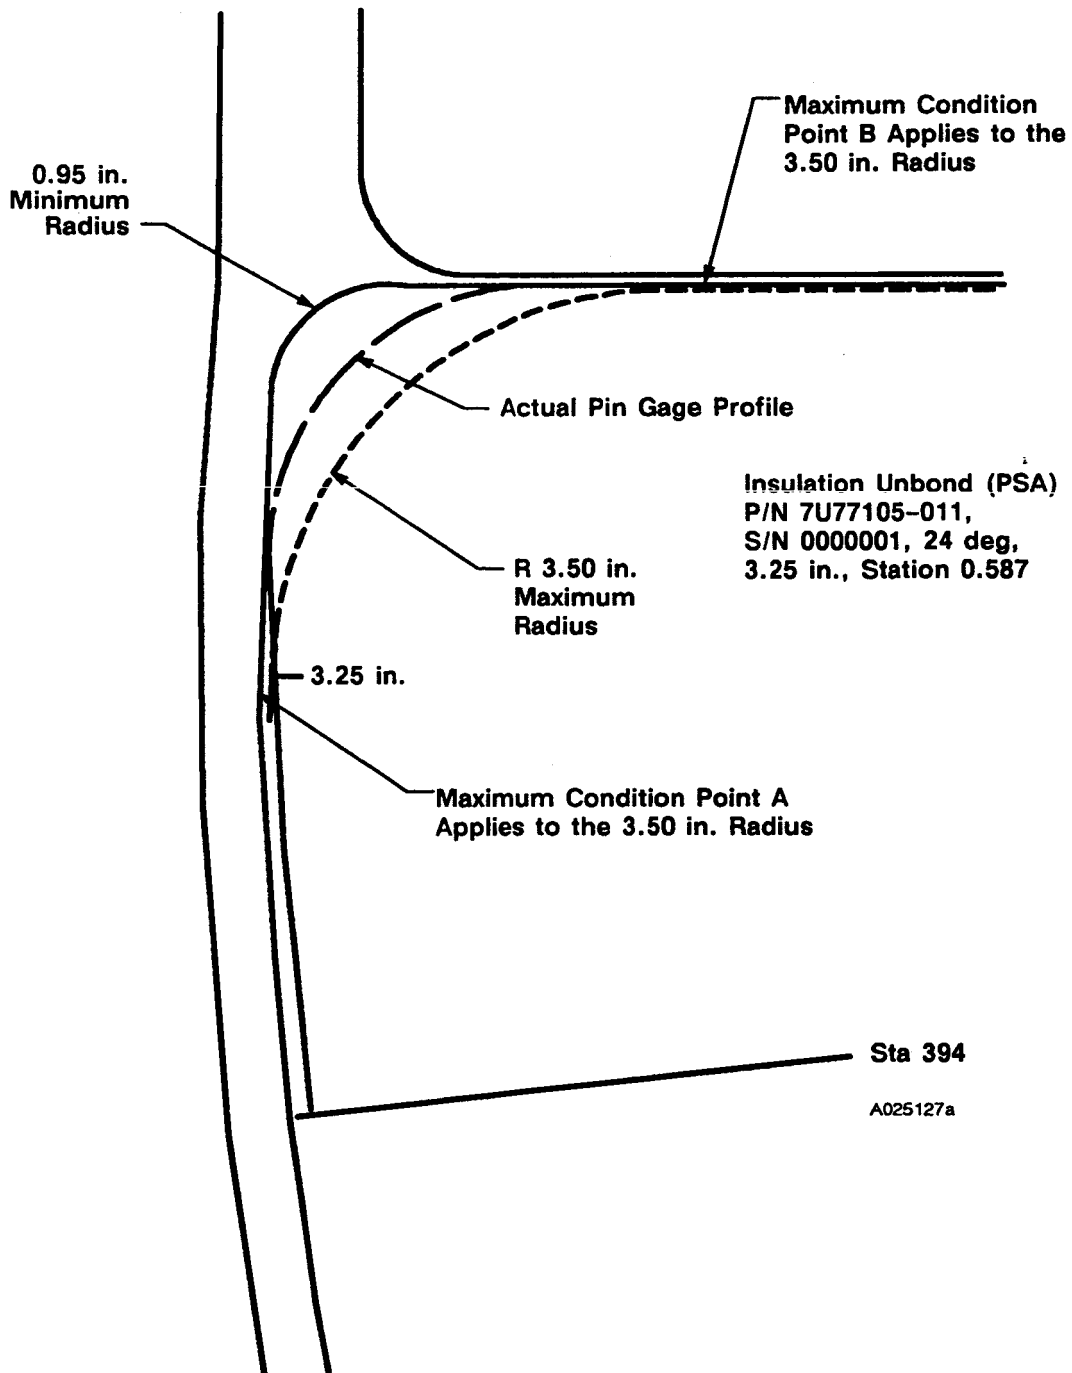 Maximum Condition
Point B Applies to the
3.50 in. Radius
0.95 in.
Minimum
Radius
Actual Pin Gage Profile
Insulation Unbond (PSA)
P/N 7U77105-011,
S/N 0000001, 24 deg,
3.25 in., Station 0.587
R 3.50 in.
Maximum
Radius
3.25 in.
Maximum Condition Point A
Applies to the 3.50 in. Radius
Sta 394
A025127a